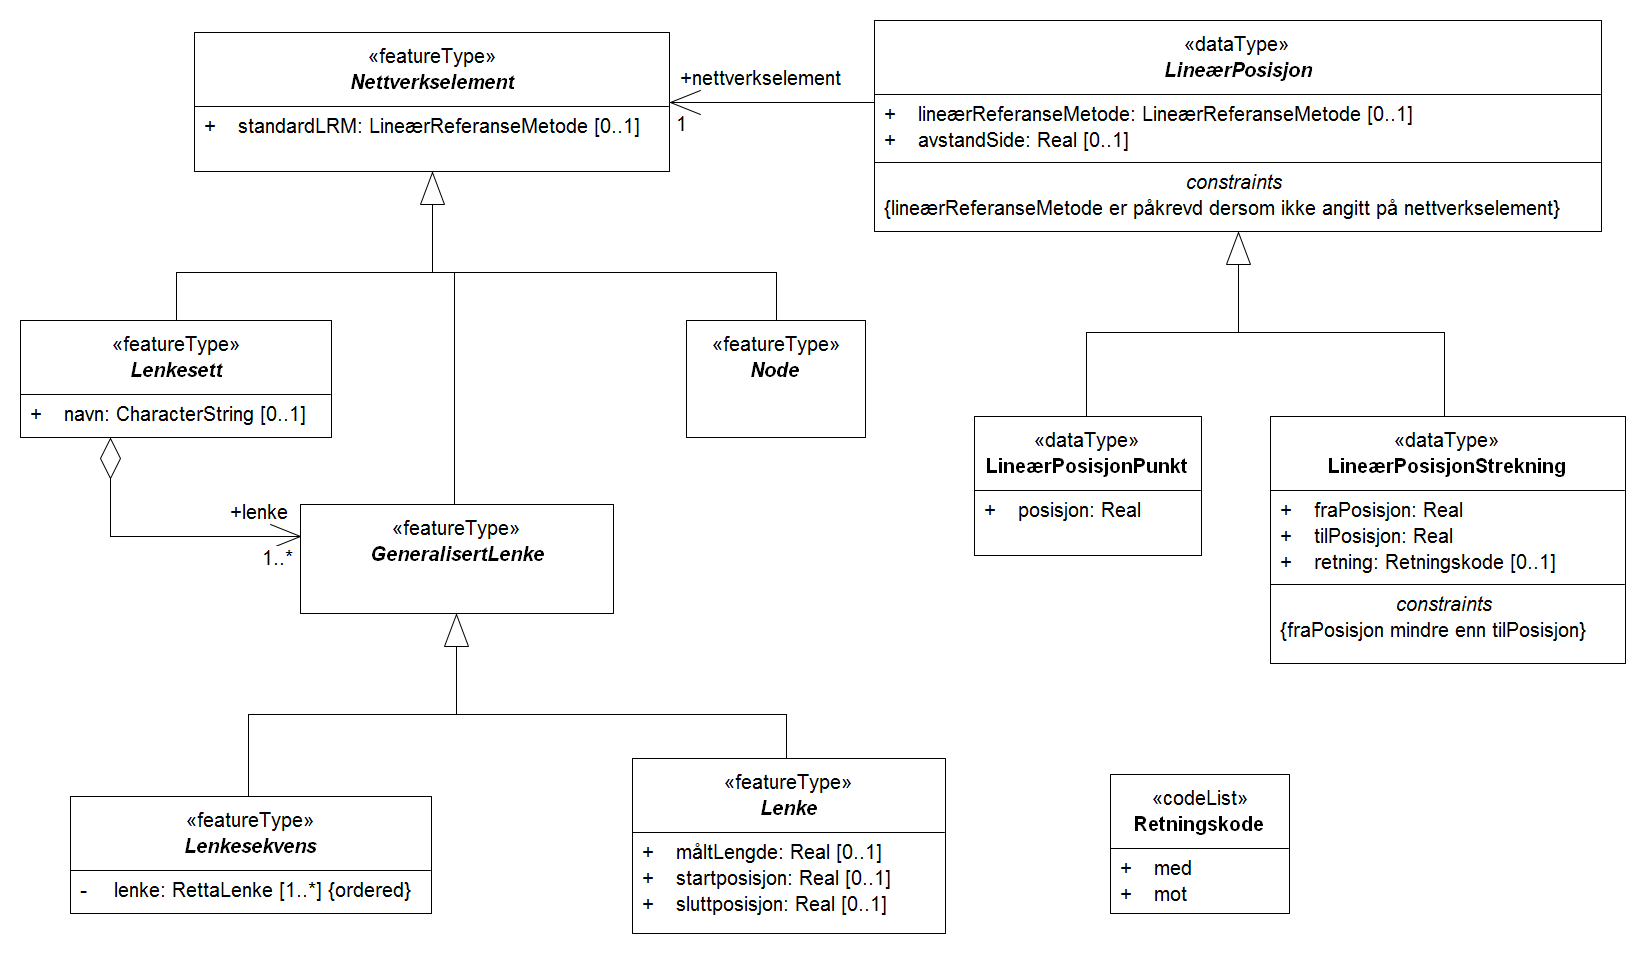 «featureType»
Nettverkselement
+ standardLRM: LineærReferanseMetode [0..1]
+nettverkselement
1
«dataType»
LineærPosisjon
+ lineærReferanseMetode: LineærReferanseMetode [0..1]
+ avstandSide: Real [0..1]
constraints
{lineærReferanseMetode er påkrevd dersom ikke angitt på nettverkselement}
«featureType»
Lenkesett
+ navn: CharacterString [0..1]
«featureType»
Node
+lenke
1..*
«featureType»
GeneralisertLenke
«dataType»
LineærPosisjonPunkt
+ posisjon: Real
«dataType»
LineærPosisjonStrekning
+ fraPosisjon: Real
+ tilPosisjon: Real
+ retning: Retningskode [0..1]
constraints
{fraPosisjon mindre enn tilPosisjon}
«featureType»
Lenkesekvens
- lenke: RettaLenke [1..*] {ordered}
«featureType»
Lenke
+ måltLengde: Real [0..1]
+ startposisjon: Real [0..1]
+ sluttposisjon: Real [0..1]
«codeList»
Retningskode
+ med
+ mot